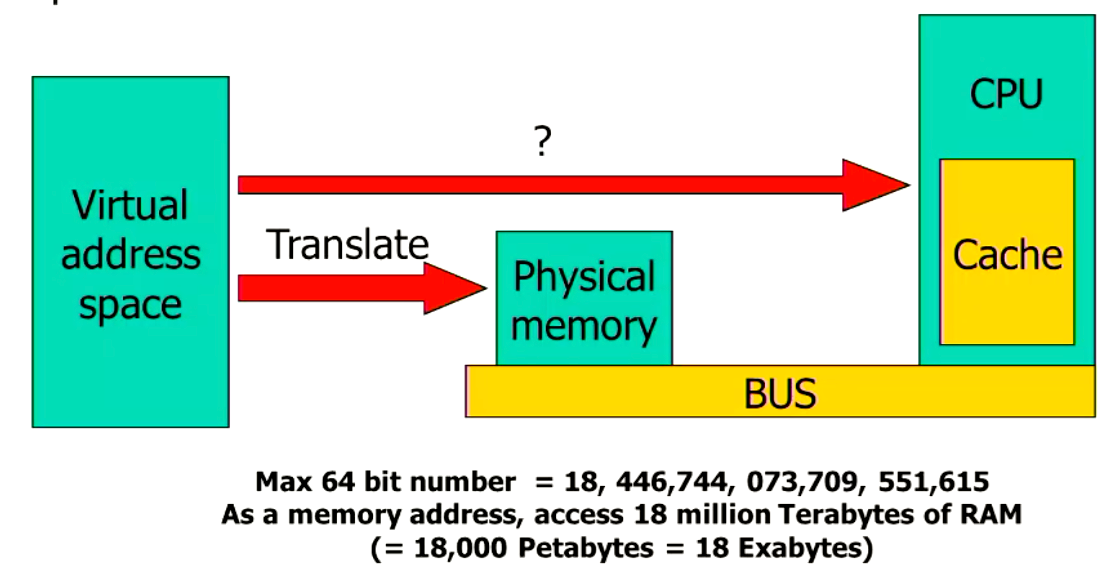 CPU
?
Virtual
address
space
Translate
Physical
memory
Cache
BUS
Max 64 bit number = 18, 446,744, 073,709, 551,615
As a memory address, access 18 million Terabytes of RAM
(= 18,000 Petabytes = 18 Exabytes)